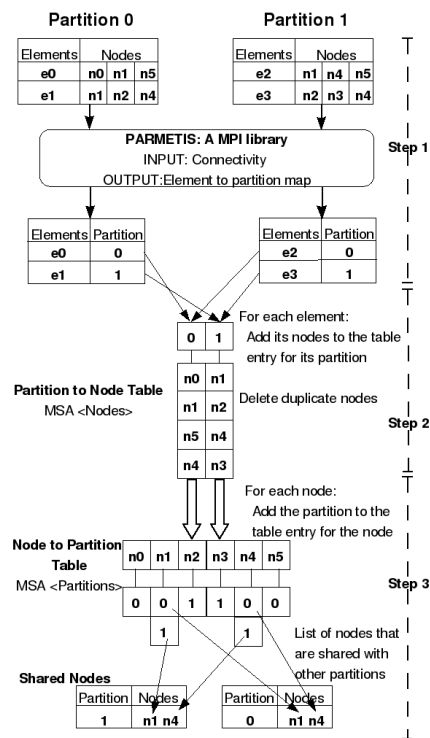 Partition 0 Partition 1
Elements Nodes
e0 n0 n1 n5
e1 n1 n2 n4
Elements Nodes
e2 n1 n4 n5
e3 n2 n3 n4
PARMETIS: A MPI library
INPUT: Connectivity
OUTPUT:Element to partition map
Step 1
Elements Partition
e0 0
e1 1
Elements Partition
e2 0
e3 1
For each element:
Add its nodes to the table
entry for its partition
0 1
n0 n1
n1 n2
n5 n4
n4 n3
Partition to Node Table
MSA <Nodes>
Delete duplicate nodes
Step 2
For each node:
Add the partition to the
table entry for the node
Node to Partition
Table
MSA <Partitions>
n0 n1 n2 n3 n4 n5
0 0 1 1 0 0
1 1
Step 3
List of nodes that
are shared with
other partitions
Shared Nodes
Partition Nodes
1 n1 n4
Partition Nodes
0 n1 n4